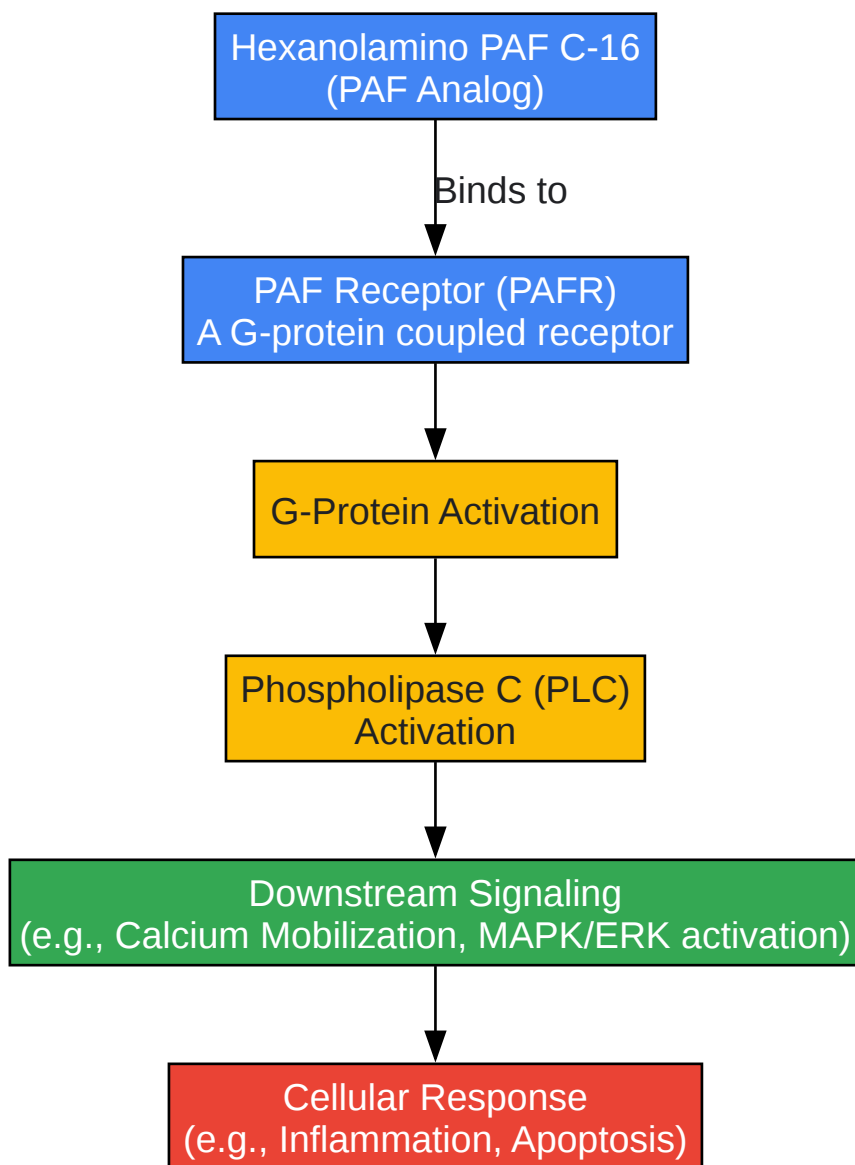 Hexanolamino PAF C-16
(PAF Analog)
Binds to
PAF Receptor (PAFR)
A G-protein coupled receptor
G-Protein Activation
Phospholipase C (PLC)
Activation
Downstream Signaling
(e.g., Calcium Mobilization, MAPK/ERK activation)
Cellular Response
(e.g., Inflammation, Apoptosis)